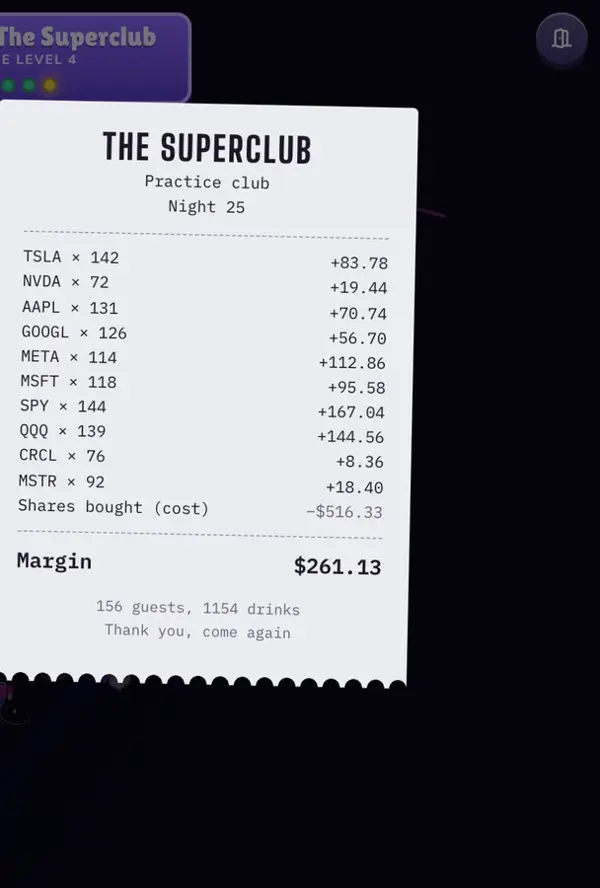 The Superclub
E LEVEL 4
THE SUPERCLUB
Practice club
Night 25
TSLA × 142 +83.78
NVDA × 72 +19.44
AAPL × 131 +70.74
GOOGL × 126 +56.70
META × 114 +112.86
MSFT × 118 +95.58
SPY × 144 +167.04
QQQ × 139 +144.56
CRCL × 76 +8.36
MSTR × 92 +18.40
Shares bought (cost) −$516.33
Margin $261.13
156 guests, 1154 drinks
Thank you, come again